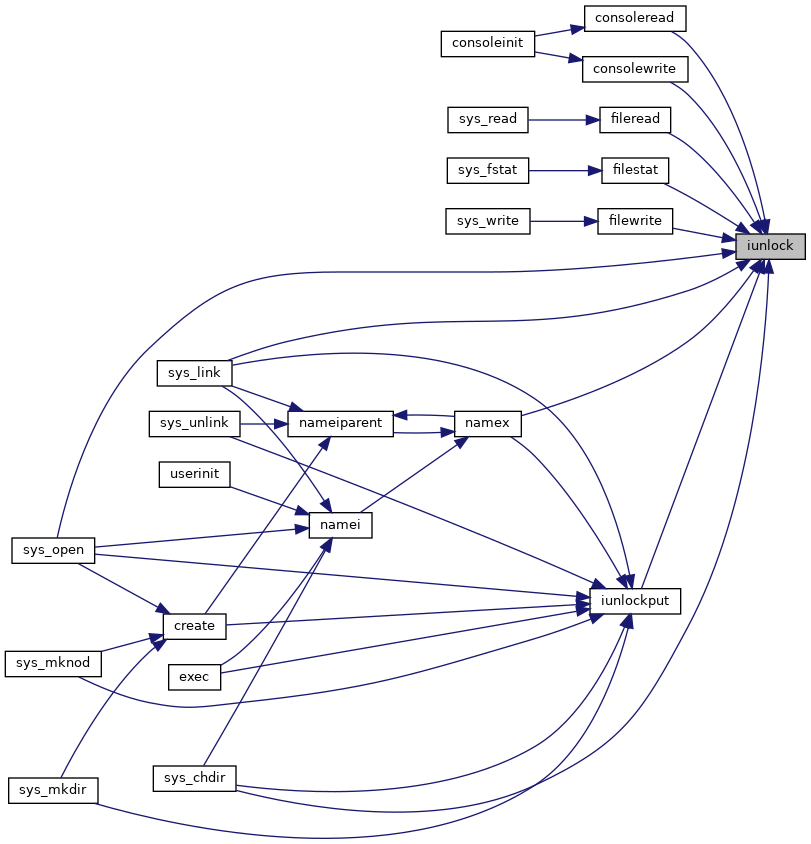 consoleread
consoleinit
consolewrite
sys_read
fileread
sys_fstat
filestat
sys_write
filewrite
iunlock
sys_link
sys_unlink
nameiparent
namex
userinit
namei
sys_open
iunlockput
create
sys_mknod
exec
sys_chdir
sys_mkdir